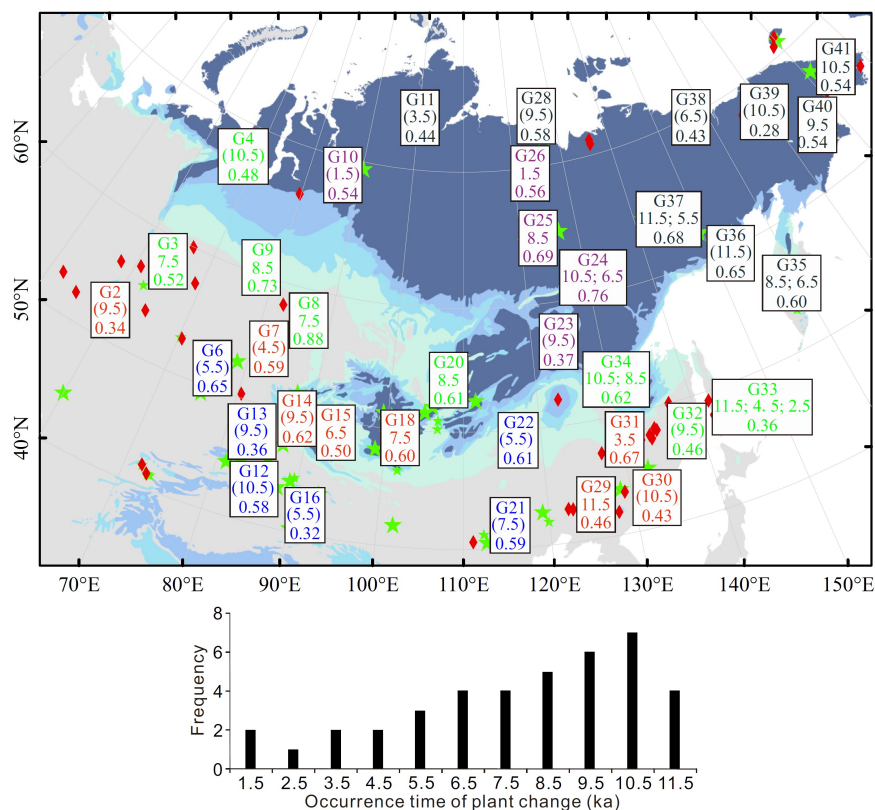 G41
10.5
0.54
G11
(3.5)
0.44
G28
(9.5)
0.58
G38
(6.5)
0.43
G39
(10.5)
0.28
G40
9.5
0.54
60°N
G4
(10.5)
0.48
G10
(1.5)
0.54
G26
1.5
0.56
G37
11.5; 5.5
0.68
G25
8.5
0.69
G36
(11.5)
0.65
G3
7.5
0.52
G9
8.5
0.73
G24
10.5; 6.5
0.76
G35
8.5; 6.5
0.60
50°N
G2
(9.5)
0.34
G8
7.5
0.88
G7
(4.5)
0.59
G23
(9.5)
0.37
G6
(5.5)
0.65
G20
8.5
0.61
G34
10.5; 8.5
0.62
G33
11.5; 4. 5; 2.5
0.36
40°N
G13
(9.5)
0.36
G14
(9.5)
0.62
G15
6.5
0.50
G18
7.5
0.60
G22
(5.5)
0.61
G31
3.5
0.67
G32
(9.5)
0.46
G12
(10.5)
0.58
G16
(5.5)
0.32
G21
(7.5)
0.59
G29
11.5
0.46
G30
(10.5)
0.43
70°E 80°E 90°E 100°E 110°E 120°E 130°E 140°E 150°E
8
6
4
2
0
Frequency
1.5 2.5 3.5 4.5 5.5 6.5 7.5 8.5 9.5 10.5 11.5
Occurrence time of plant change (ka)